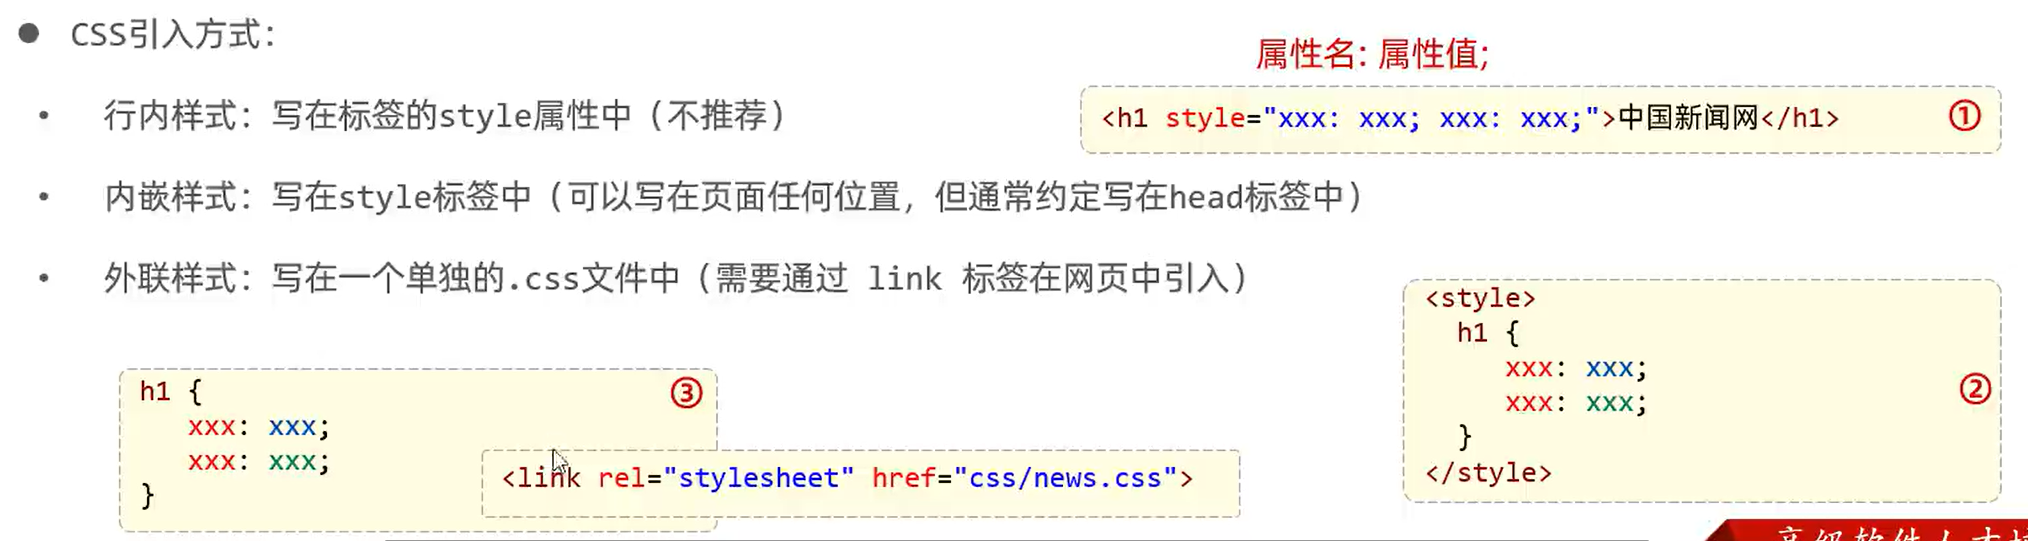 ● CSS引入方式：
• 行内样式：写在标签的style属性中（不推荐）
属性名: 属性值;
<h1 style="xxx: xxx; xxx: xxx;">中国新闻网</h1> ①
• 内嵌样式：写在style标签中（可以写在页面任何位置，但通常约定写在head标签中）
• 外联样式：写在一个单独的.css文件中（需要通过 link 标签在网页中引入）
<style>
h1 {
xxx: xxx;
xxx: xxx;
}
</style>
②
h1 {
xxx: xxx;
xxx: xxx;
}
③
<link rel="stylesheet" href="css/news.css">
高级软件人才培